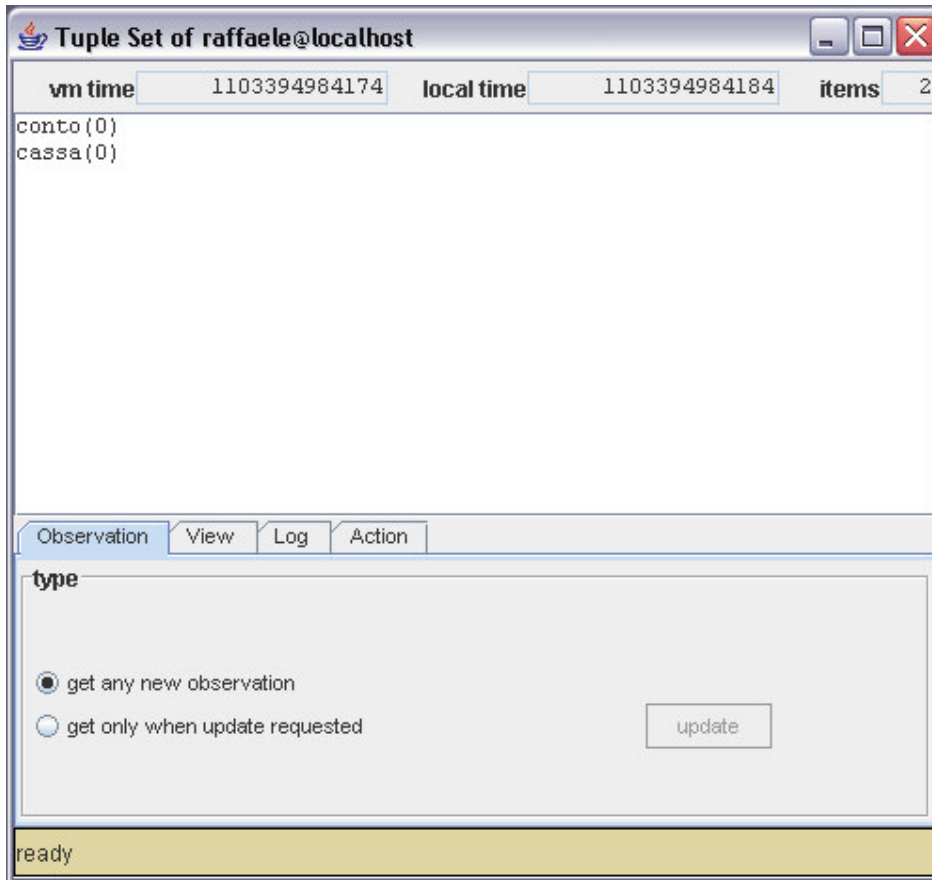 Tuple Set of raffaele@localhost
vm time 1103394984174 local time 1103394984184 items 2
conto(0)
cassa(0)
Observation View Log Action
type
get any new observation
get only when update requested update
ready